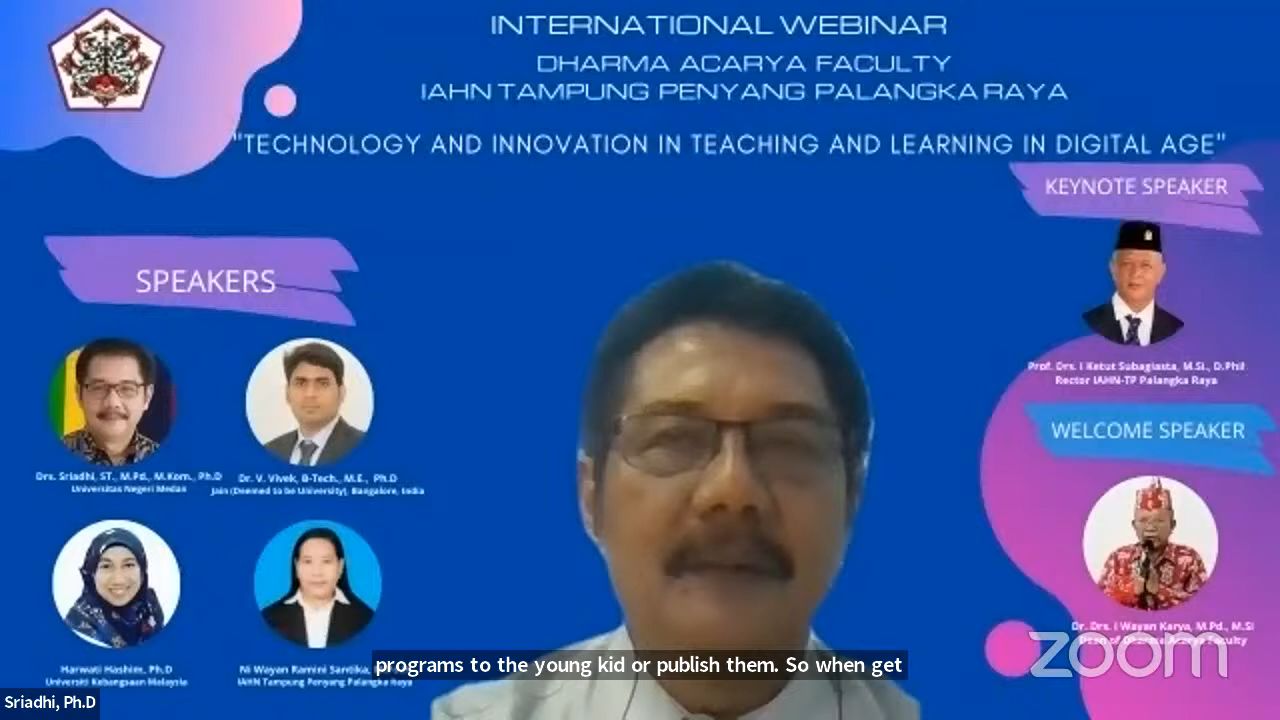 INTERNATIONAL WEBINAR
DHARMA ACARYA FACULTY
IAHN TAMPUNG PENYANG PALANGKA RAYA
"TECHNOLOGY AND INNOVATION IN TEACHING AND LEARNING IN DIGITAL AGE"
KEYNOTE SPEAKER
Prof. Drs. I Ketut Subagiasta, M.Si., D.Phil
Rector IAHN-TP Palangka Raya
WELCOME SPEAKER
Dr. Drs. I Wayan Karya, M.Pd., M.Si
Dean of Dharma Acarya Faculty
SPEAKERS
Drs. Sriadhi, ST., M.Pd., M.Kom., Ph.D
Universitas Negeri Medan
Dr. V. Vivek, B-Tech., M.E., Ph.D
Jain (Deemed to be University), Bangalore, India
Harwati Hashim, Ph.D
Universiti Kebangsaan Malaysia
Ni Wayan Ramini Santika,
IAHN Tampung Penyang Palangka Raya
programs to the young kid or publish them. So when get
Sriadhi, Ph.D
zoom